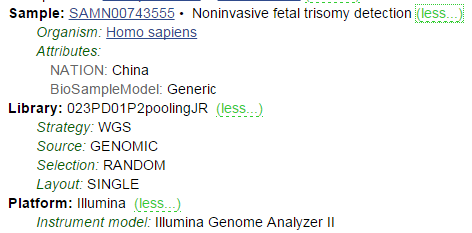 Sample: SAMN00743555 • Noninvasive fetal trisomy detection (less...)
Organism: Homo sapiens
Attributes:
NATION: China
BioSampleModel: Generic
Library: 023PD01P2poolingJR (less...)
Strategy: WGS
Source: GENOMIC
Selection: RANDOM
Layout: SINGLE
Platform: Illumina (less...)
Instrument model: Illumina Genome Analyzer II